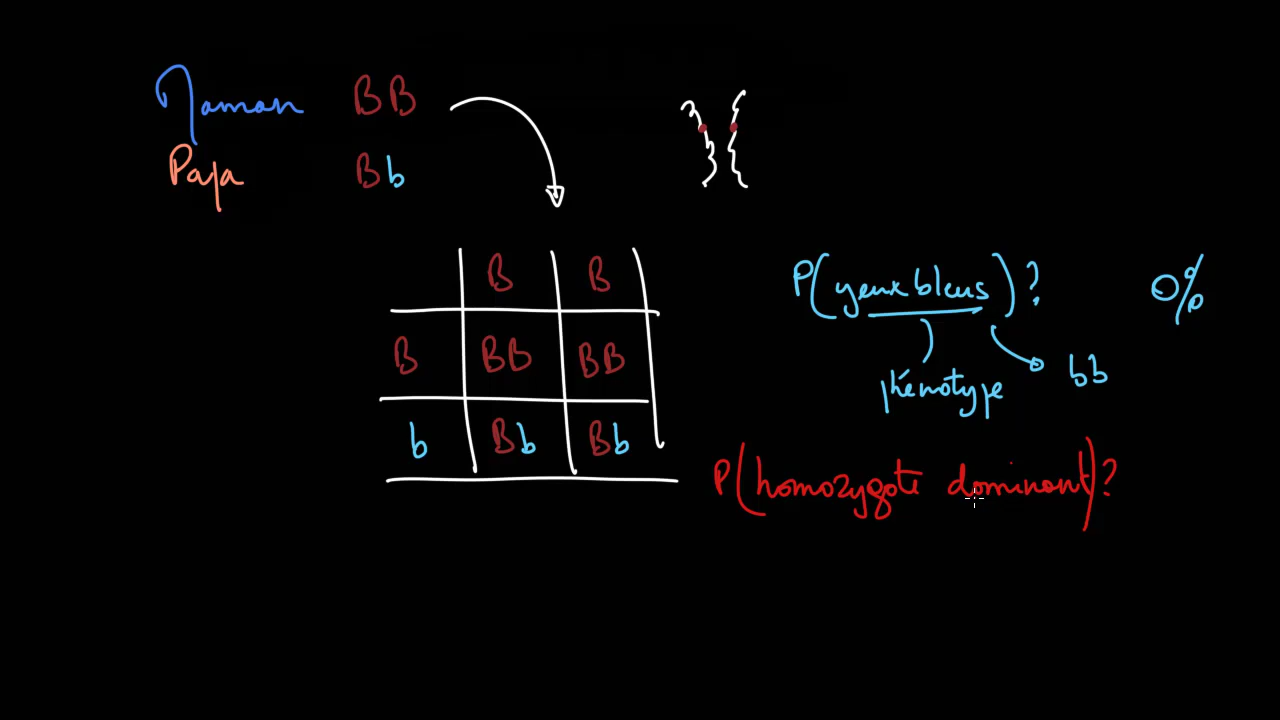 Maman BB
Papa Bb
B B
B BB BB
b Bb Bb
P(yeux bleus)? 0%
phénotype bb
P(homozygote dominant)?